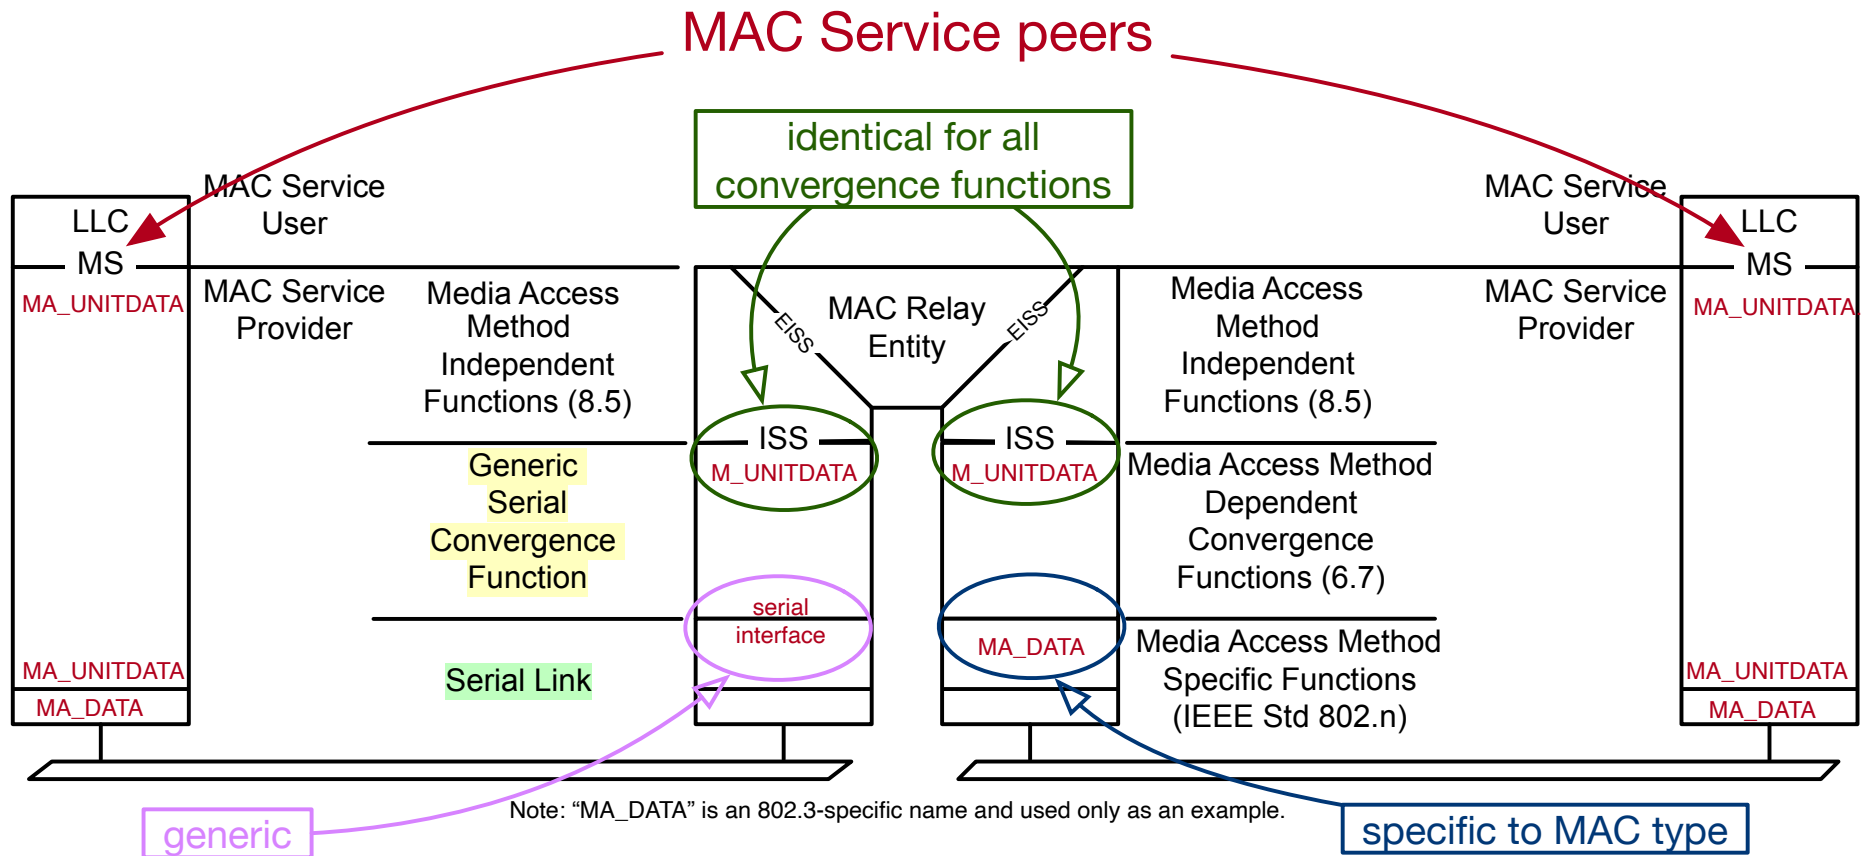 MAC Service peers
identical for all
convergence functions
LLC
MS
MA_UNITDATA
MA_UNITDATA
MA_DATA
MAC Service
User
MAC Service
Provider
Media Access
Method
Independent
Functions (8.5)
Generic
Serial
Convergence
Function
Serial Link
EISS
MAC Relay
Entity
EISS
ISS
M_UNITDATA
serial
interface
ISS
M_UNITDATA
MA_DATA
Media Access
Method
Independent
Functions (8.5)
Media Access Method
Dependent
Convergence
Functions (6.7)
Media Access Method
Specific Functions
(IEEE Std 802.n)
MAC Service
User
MAC Service
Provider
LLC
MS
MA_UNITDATA
MA_UNITDATA
MA_DATA
Note: “MA_DATA” is an 802.3-specific name and used only as an example.
generic
specific to MAC type